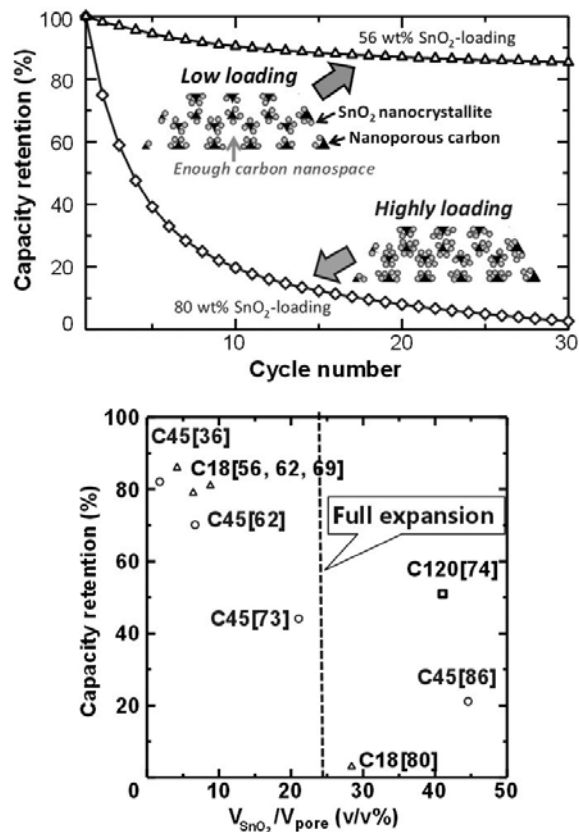 100
80
60
40
20
0
Capacity retention (%)
56 wt% SnO₂-loading
Low loading
SnO₂ nanocrystallite
Nanoporous carbon
Enough carbon nanospace
Highly loading
80 wt% SnO₂-loading
10
20
30
Cycle number
100
80
60
40
20
0
Capacity retention (%)
C45[36]
C18[56, 62, 69]
C45[62]
Full expansion
C120[74]
C45[73]
C45[86]
C18[80]
0
10
20
30
40
50
V_SnO₂/V_pore (v/v%)